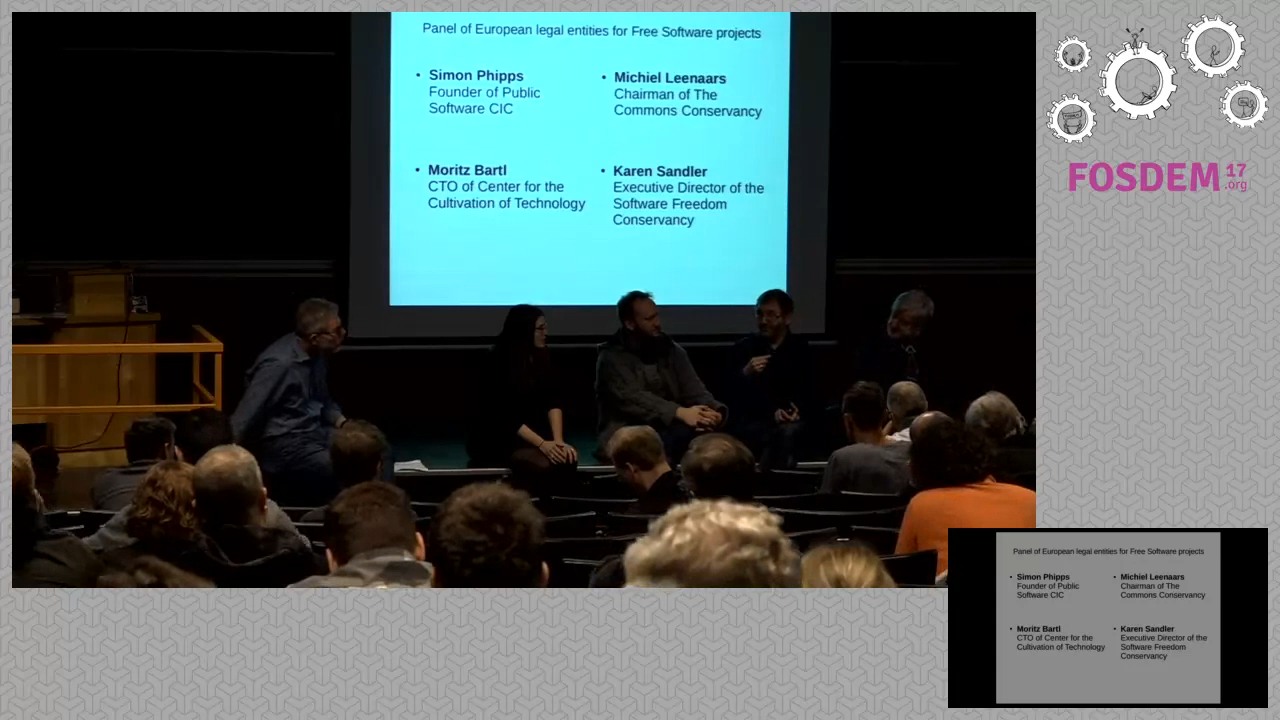 Panel of European legal entities for Free Software projects
• Simon Phipps
Founder of Public
Software CIC
• Michiel Leenaars
Chairman of The
Commons Conservancy
• Moritz Bartl
CTO of Center for the
Cultivation of Technology
• Karen Sandler
Executive Director of the
Software Freedom
Conservancy
FOSDEM 17
.org
Panel of European legal entities for Free Software projects
• Simon Phipps
Founder of Public
Software CIC
• Michiel Leenaars
Chairman of The
Commons Conservancy
• Moritz Bartl
CTO of Center for the
Cultivation of Technology
• Karen Sandler
Executive Director of the
Software Freedom
Conservancy